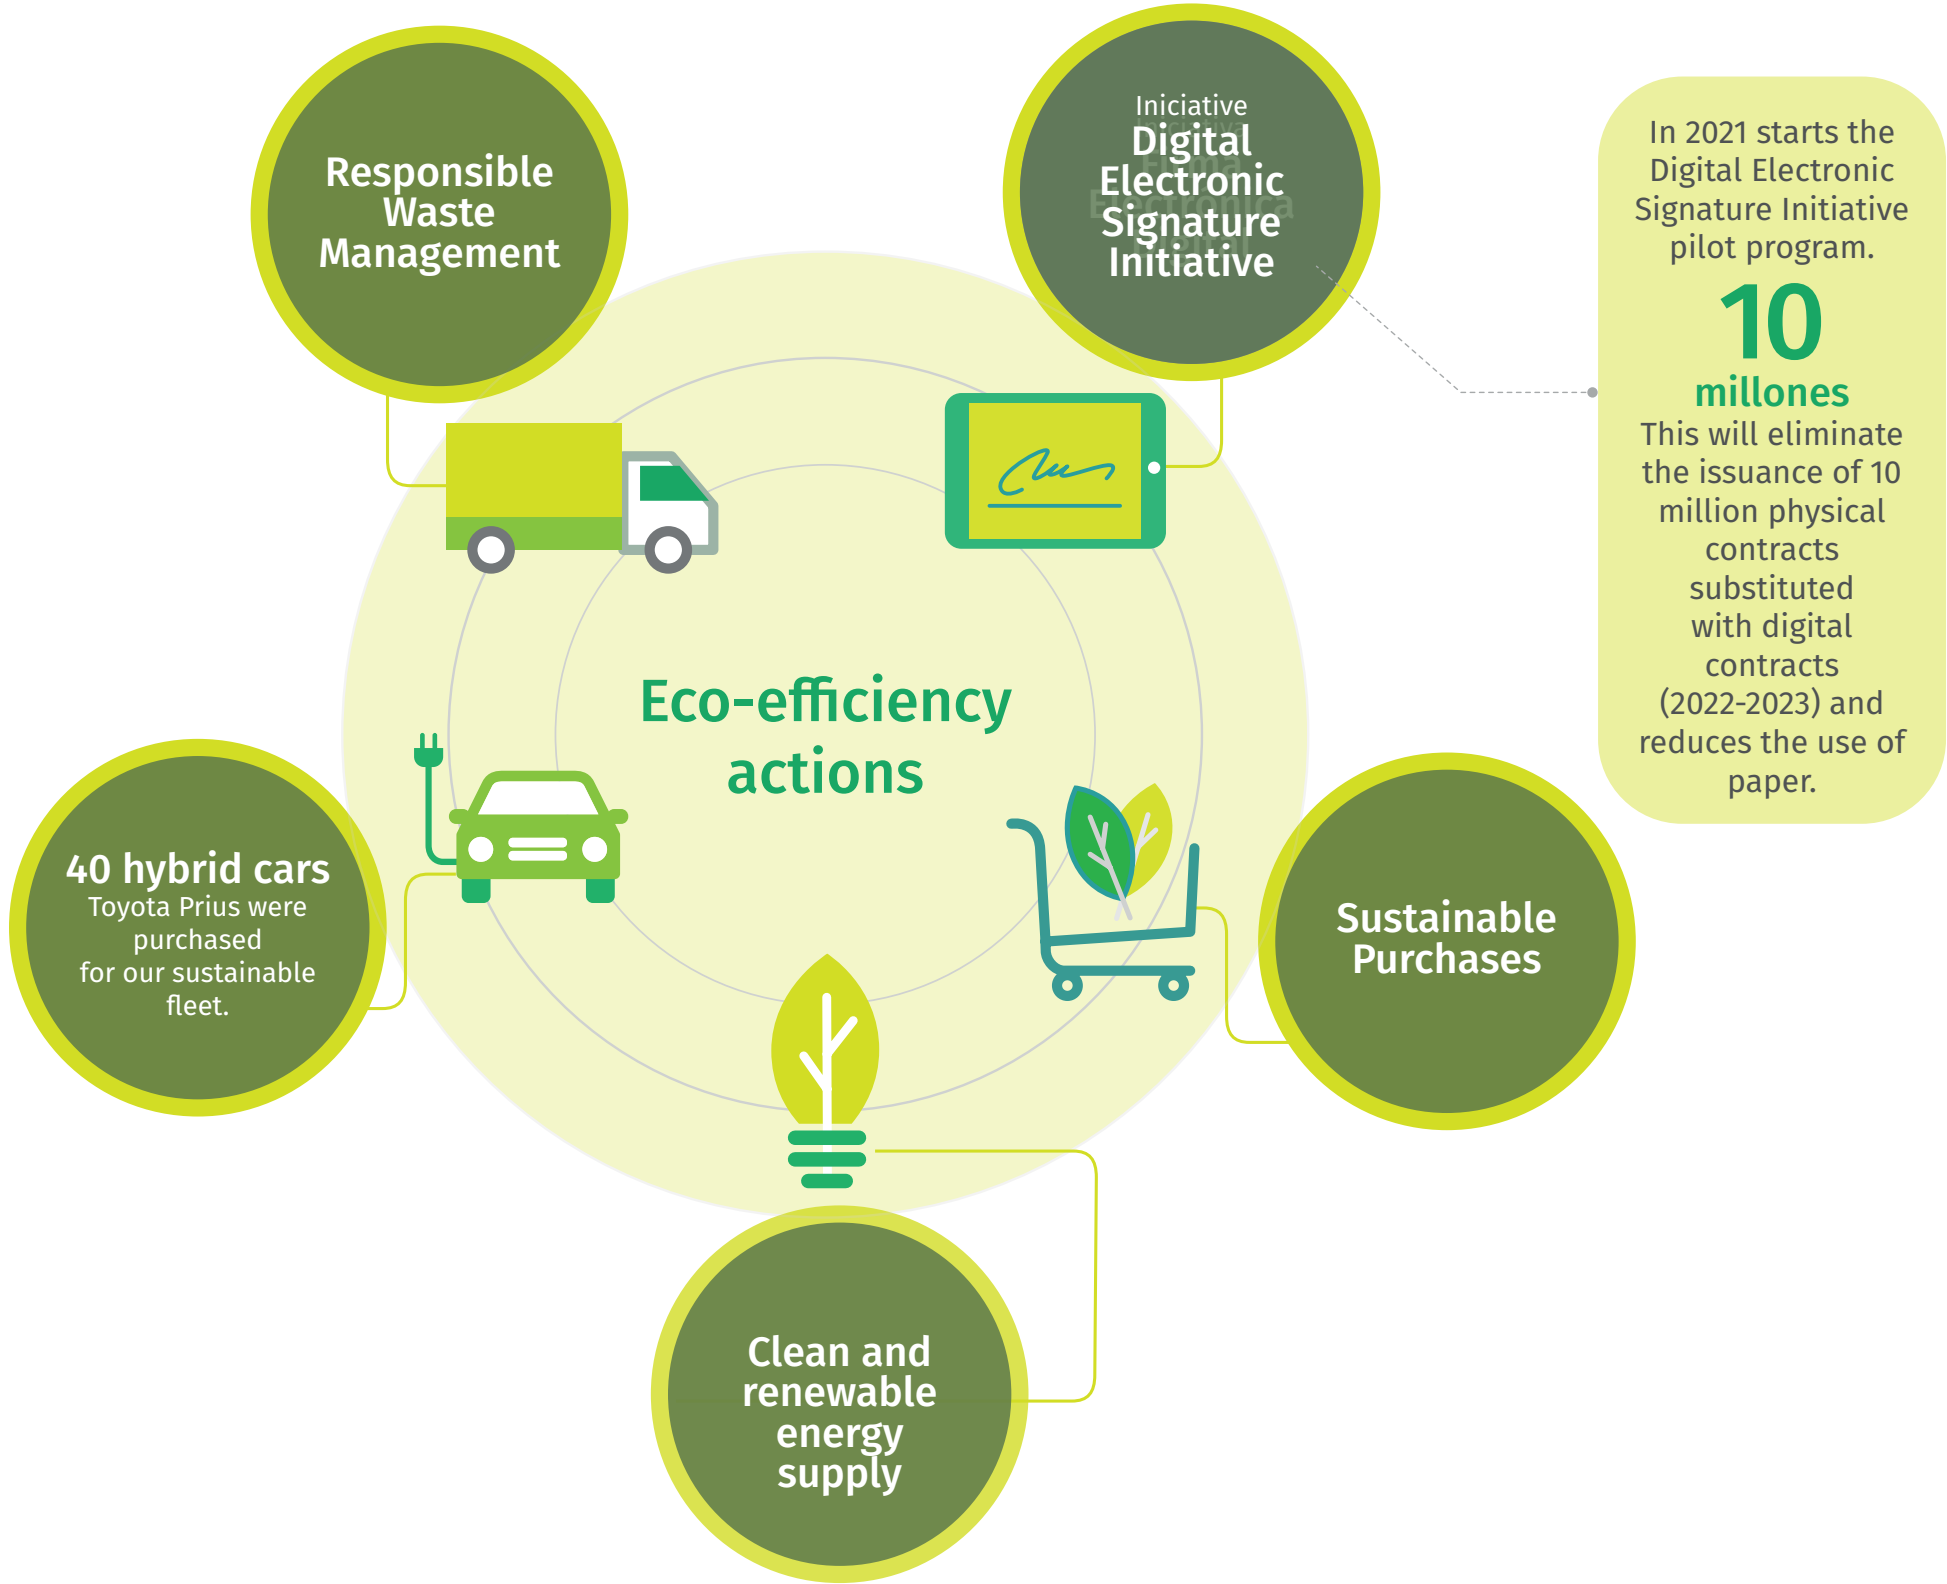 Responsible
Waste
Management
Iniciative
Digital
Electronic
Signature
Initiative
In 2021 starts the
Digital Electronic
Signature Initiative
pilot program.
10
millones
This will eliminate
the issuance of 10
million physical
contracts
substituted
with digital
contracts
(2022-2023) and
reduces the use of
paper.
Eco-efficiency
actions
40 hybrid cars
Toyota Prius were
purchased
for our sustainable
fleet.
Sustainable
Purchases
Clean and
renewable
energy
supply